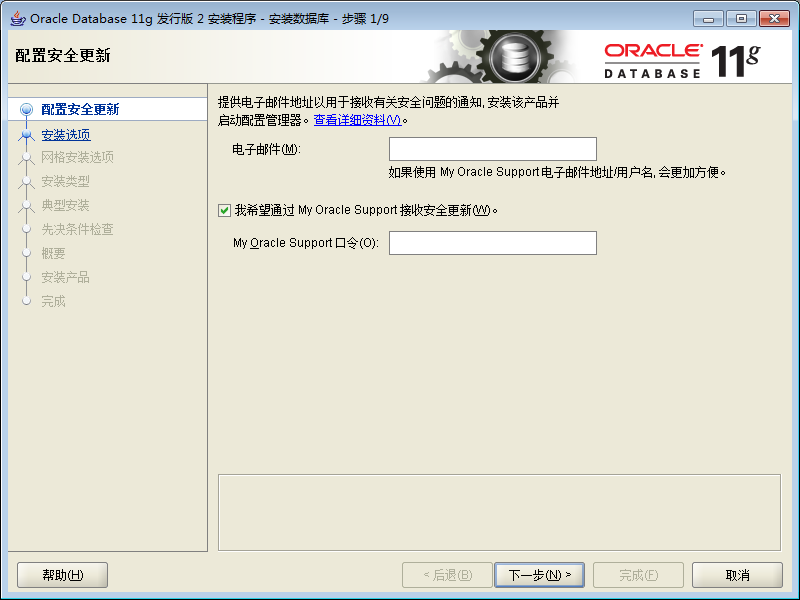 Oracle Database 11g 发行版 2 安装程序 - 安装数据库 - 步骤 1/9
配置安全更新
ORACLE
DATABASE
11g
配置安全更新
安装选项
网格安装选项
安装类型
典型安装
先决条件检查
概要
安装产品
完成
提供电子邮件地址以用于接收有关安全问题的通知, 安装该产品并
启动配置管理器。查看详细资料(V)。
电子邮件(M):
如果使用 My Oracle Support 电子邮件地址/用户名, 会更加方便。
我希望通过 My Oracle Support 接收安全更新(W)。
My Oracle Support 口令(O):
帮助(H)
< 后退(B)
下一步(N) >
完成(F)
取消